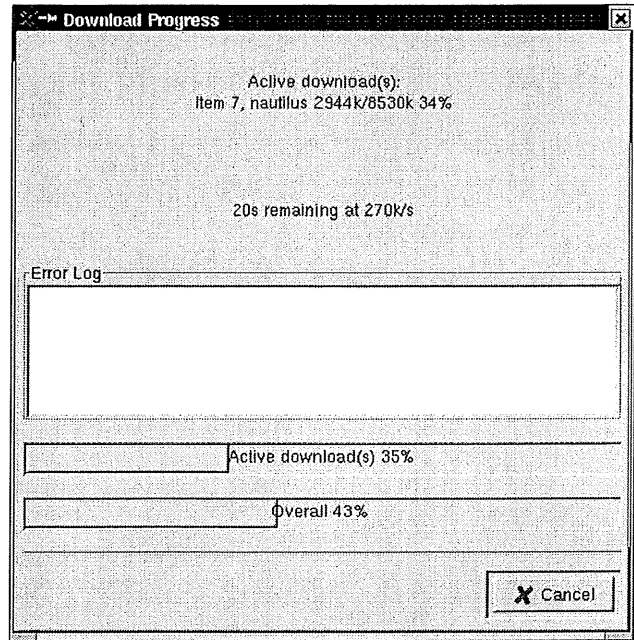 Download Progress
Active download(s):
Item 7, nautilus 2944k/8530k 34%
20s remaining at 270k/s
Error Log
Active download(s) 35%
Overall 43%
Cancel